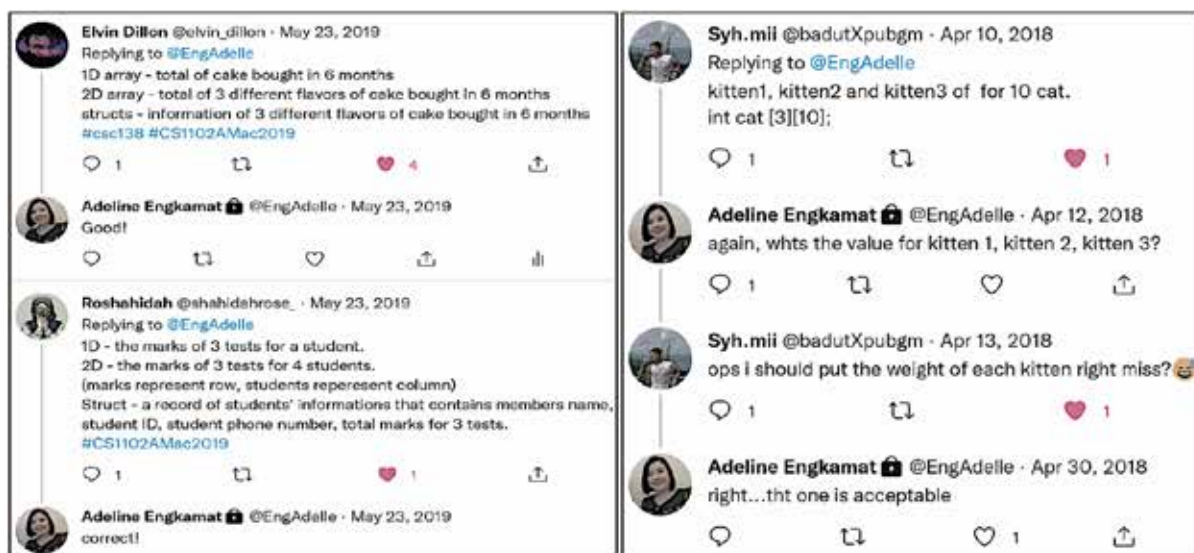 Elvin Dillon @elvin_dillon · May 23, 2019
Replying to @EngAdelle
1D array - total of cake bought in 6 months
2D array - total of 3 different flavors of cake bought in 6 months
structs - information of 3 different flavors of cake bought in 6 months
#csc138 #CS1102AMac2019
1 4
Adeline Engkamat @EngAdelle · May 23, 2019
Good!
Roshahidah @shahidahrose_ · May 23, 2019
Replying to @EngAdelle
1D - the marks of 3 tests for a student.
2D - the marks of 3 tests for 4 students.
(marks represent row, students reperesent column)
Struct - a record of students' informations that contains members name,
student ID, student phone number, total marks for 3 tests.
#CS1102AMac2019
1 1
Adeline Engkamat @EngAdelle · May 23, 2019
correct!
Syh.mii @badutXpubgm · Apr 10, 2018
Replying to @EngAdelle
kitten1, kitten2 and kitten3 of for 10 cat.
int cat [3][10];
1 1
Adeline Engkamat @EngAdelle · Apr 12, 2018
again, whts the value for kitten 1, kitten 2, kitten 3?
1
Syh.mii @badutXpubgm · Apr 13, 2018
ops i should put the weight of each kitten right miss?😅
1 1
Adeline Engkamat @EngAdelle · Apr 30, 2018
right...tht one is acceptable
1